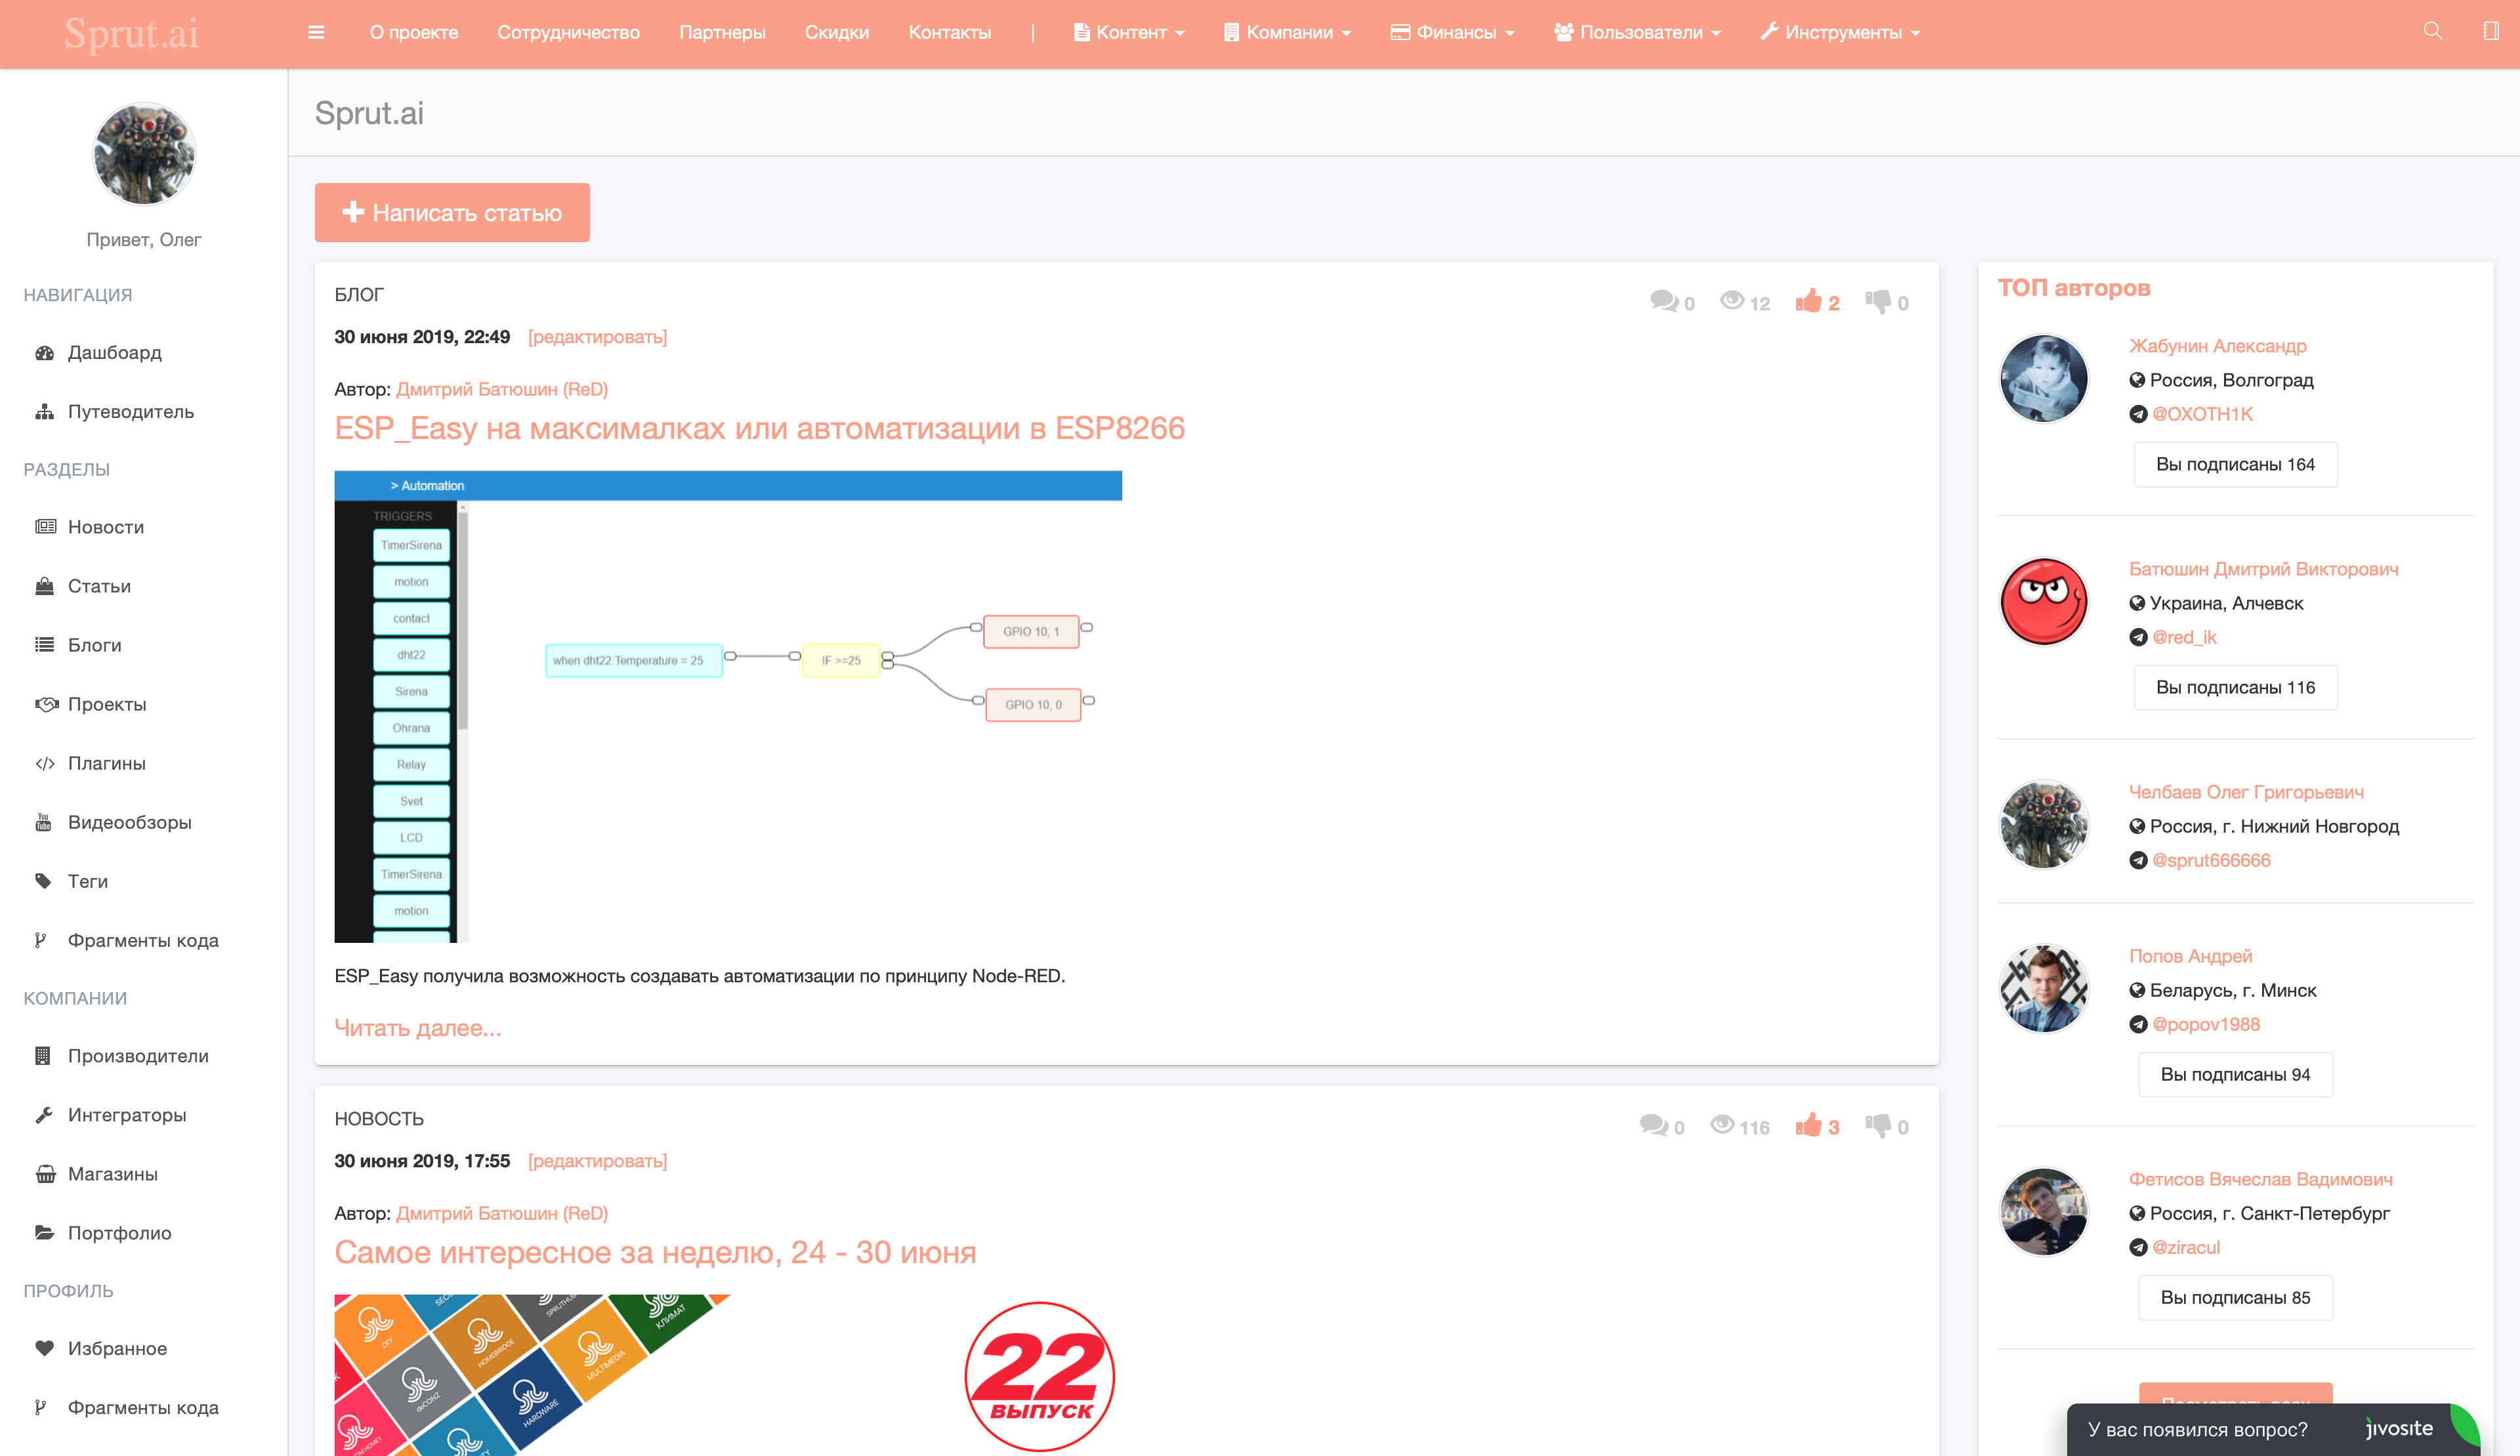 Sprut.ai
О проекте
Сотрудничество
Партнеры
Скидки
Контакты
|
Контент
Компании
Финансы
Пользователи
Инструменты
Привет, Олег
НАВИГАЦИЯ
Дашбоард
Путеводитель
РАЗДЕЛЫ
Новости
Статьи
Блоги
Проекты
Плагины
Видеообзоры
Теги
Фрагменты кода
КОМПАНИИ
Производители
Интеграторы
Магазины
Портфолио
ПРОФИЛЬ
Избранное
Фрагменты кода
Sprut.ai
Написать статью
БЛОГ
0 12 2 0
30 июня 2019, 22:49 [редактировать]
Автор: Дмитрий Батюшин (ReD)
ESP_Easy на максималках или автоматизации в ESP8266
> Automation
TRIGGERS
TimerSirena
motion
contact
dht22
Sirena
Ohrana
Relay
Svet
LCD
TimerSirena
motion
when dht22.Temperature = 25
IF >=25
GPIO 10, 1
GPIO 10, 0
ESP_Easy получила возможность создавать автоматизации по принципу Node-RED.
Читать далее...
НОВОСТЬ
0 116 3 0
30 июня 2019, 17:55 [редактировать]
Автор: Дмитрий Батюшин (ReD)
Самое интересное за неделю, 24 - 30 июня
DIY
HOMEBRIDGE
SPRUTHUB
КЛИМАТ
deCONZ
MULTIMEDIA
HARDWARE
22
ВЫПУСК
ТОП авторов
Жабунин Александр
Россия, Волгоград
@OXOTH1K
Вы подписаны 164
Батюшин Дмитрий Викторович
Украина, Алчевск
@red_ik
Вы подписаны 116
Челбаев Олег Григорьевич
Россия, г. Нижний Новгород
@sprut666666
Попов Андрей
Беларусь, г. Минск
@popov1988
Вы подписаны 94
Фетисов Вячеслав Вадимович
Россия, г. Санкт-Петербург
@ziracul
Вы подписаны 85
У вас появился вопрос?
jivosite